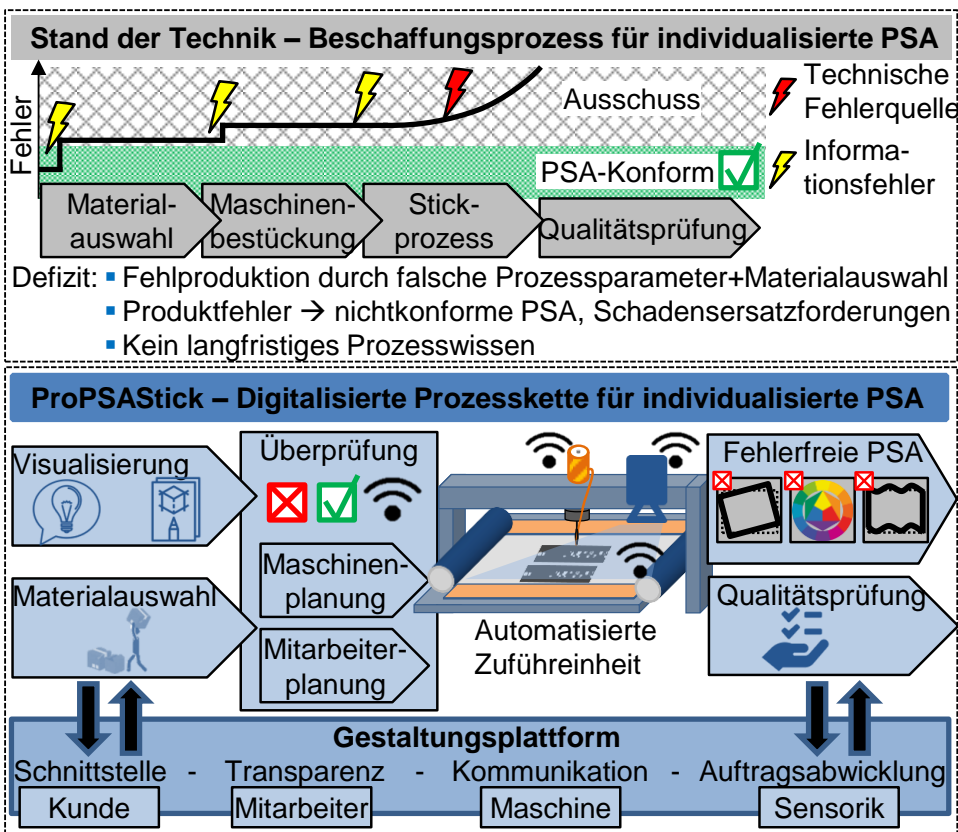 Stand der Technik – Beschaffungsprozess für individualisierte PSA
Fehler
Ausschuss
PSA-Konform
Technische
Fehlerquelle
Informa-
tionsfehler
Material-
auswahl
Maschinen-
bestückung
Stick-
prozess
Qualitätsprüfung
Defizit: ▪ Fehlproduktion durch falsche Prozessparameter+Materialauswahl
▪ Produktfehler → nichtkonforme PSA, Schadensersatzforderungen
▪ Kein langfristiges Prozesswissen
ProPSAStick – Digitalisierte Prozesskette für individualisierte PSA
Visualisierung
Materialauswahl
Überprüfung
Maschinen-
planung
Mitarbeiter-
planung
Automatisierte
Zuführeinheit
Fehlerfreie PSA
Qualitätsprüfung
Gestaltungsplattform
Schnittstelle - Transparenz - Kommunikation - Auftragsabwicklung
Kunde Mitarbeiter Maschine Sensorik